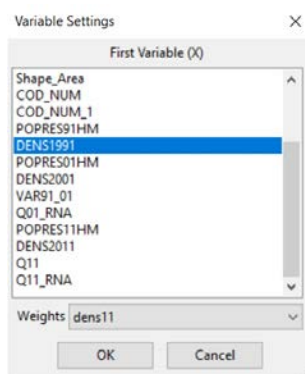 Variable Settings
First Variable (X)
Shape_Area
COD_NUM
COD_NUM_1
POPRES91HM
DENS1991
POPRES01HM
DENS2001
VAR91_01
Q01_RNA
POPRES11HM
DENS2011
Q11
Q11_RNA
Weights dens11
OK Cancel